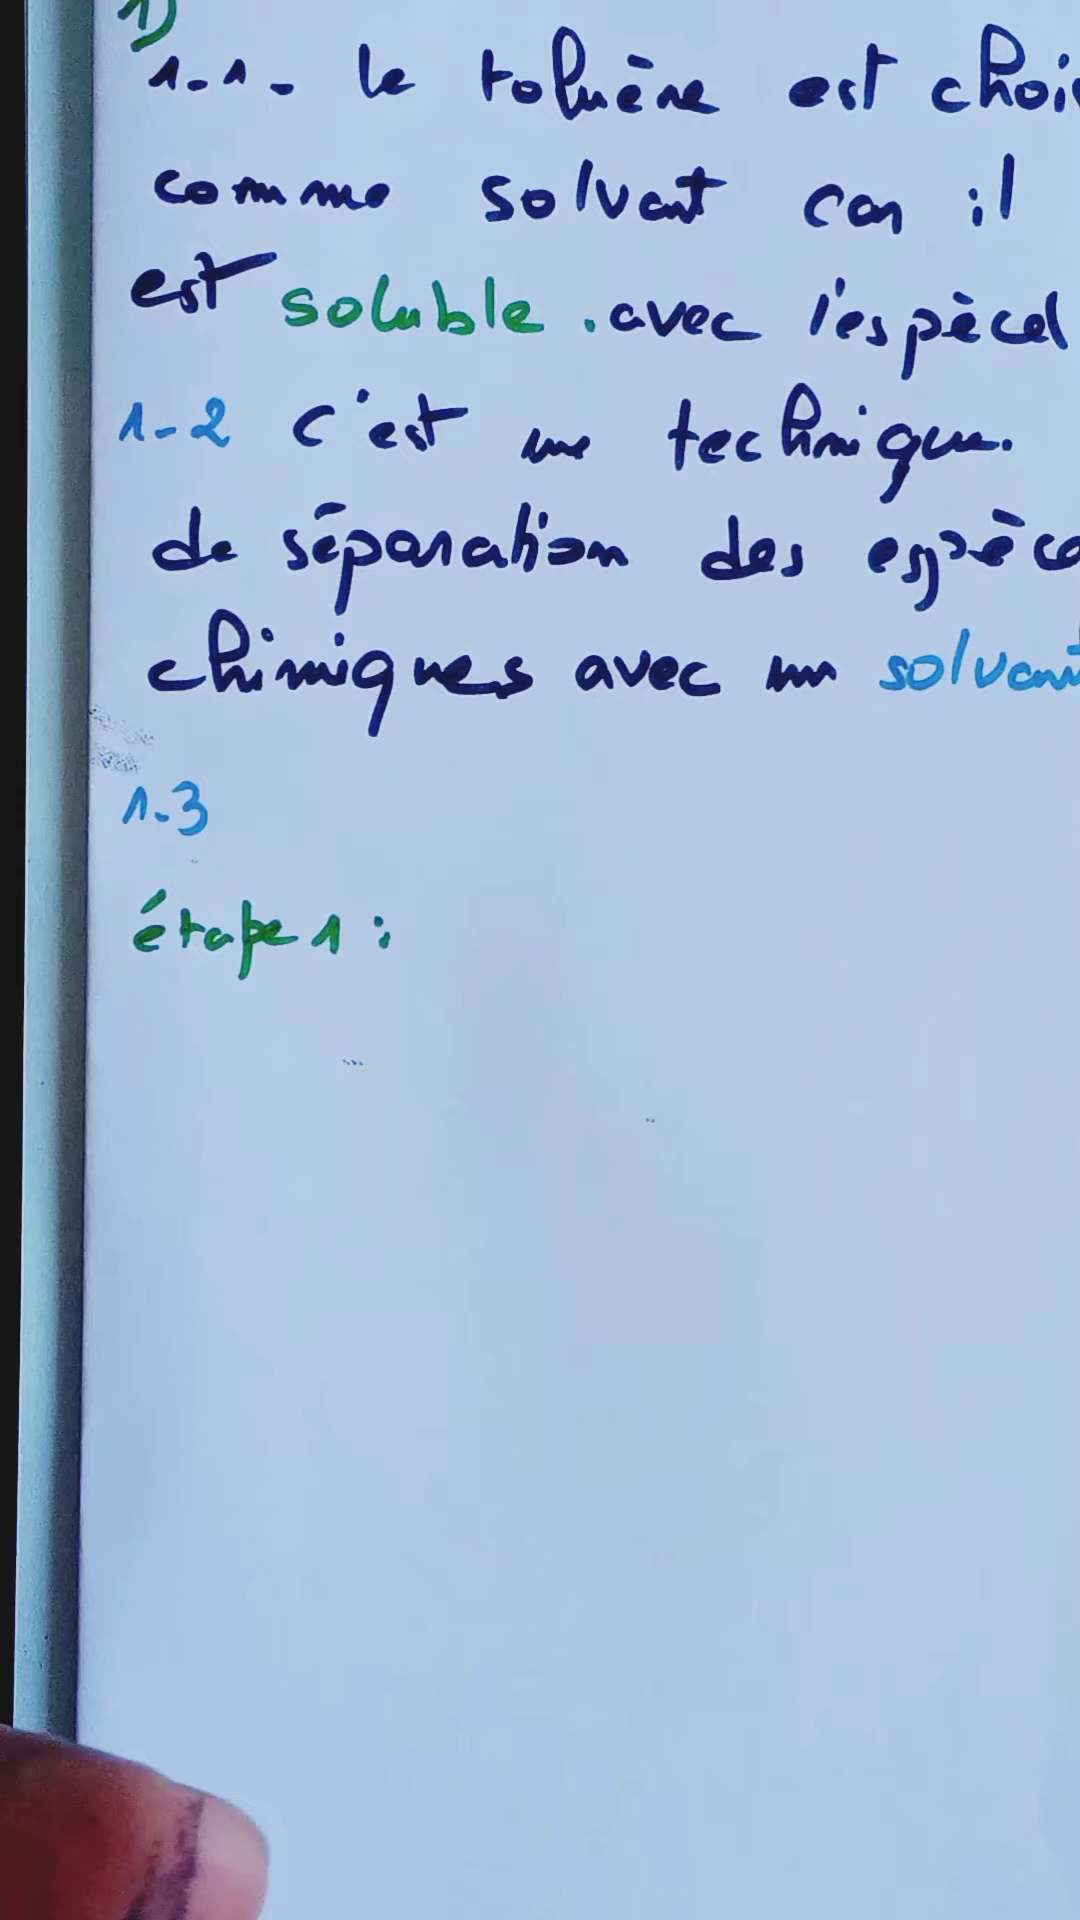 1)
1-1- le toluène est choi
comme solvant car il
est soluble. avec l'espèce
1-2 c'est une technique.
de séparation des espèce
chimiques avec un solvant
1-3
étape 1: